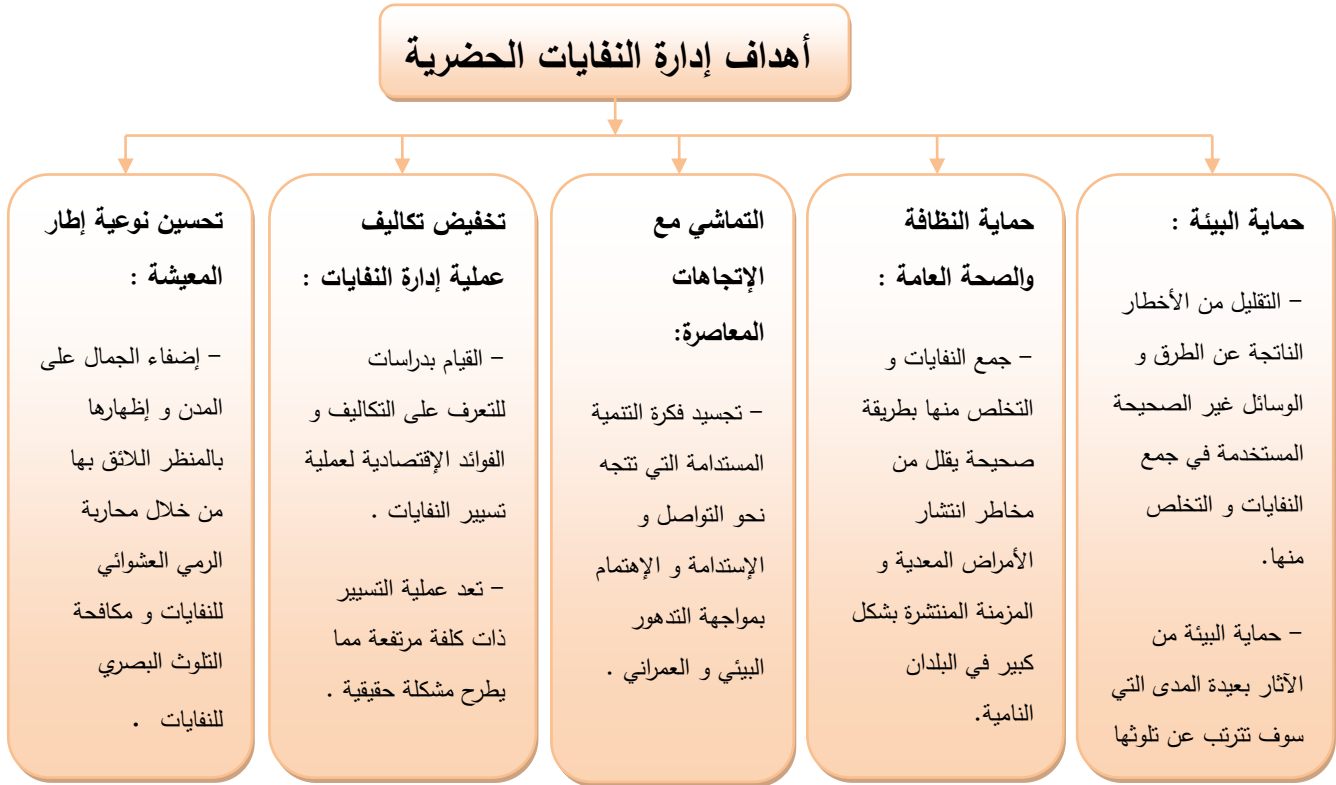 أهداف إدارة النفايات الحضرية
حماية البيئة :
– التقليل من الأخطار
الناتجة عن الطرق و
الوسائل غير الصحيحة
المستخدمة في جمع
النفايات و التخلص
منها.
– حماية البيئة من
الآثار بعيدة المدى التي
سوف تترتب عن تلوثها
حماية النظافة
والصحة العامة :
– جمع النفايات و
التخلص منها بطريقة
صحيحة يقلل من
مخاطر انتشار
الأمراض المعدية و
المزمنة المنتشرة بشكل
كبير في البلدان
النامية.
التماشي مع
الإتجاهات
المعاصرة:
– تجسيد فكرة التنمية
المستدامة التي تتجه
نحو التواصل و
الإستدامة و الإهتمام
بمواجهة التدهور
البيئي و العمراني .
تخفيض تكاليف
عملية إدارة النفايات :
– القيام بدراسات
للتعرف على التكاليف و
الفوائد الإقتصادية لعملية
تسيير النفايات .
– تعد عملية التسيير
ذات كلفة مرتفعة مما
يطرح مشكلة حقيقية .
تحسين نوعية إطار
المعيشة :
– إضفاء الجمال على
المدن و إظهارها
بالمنظر اللائق بها
من خلال محاربة
الرمي العشوائي
للنفايات و مكافحة
التلوث البصري
للنفايات .